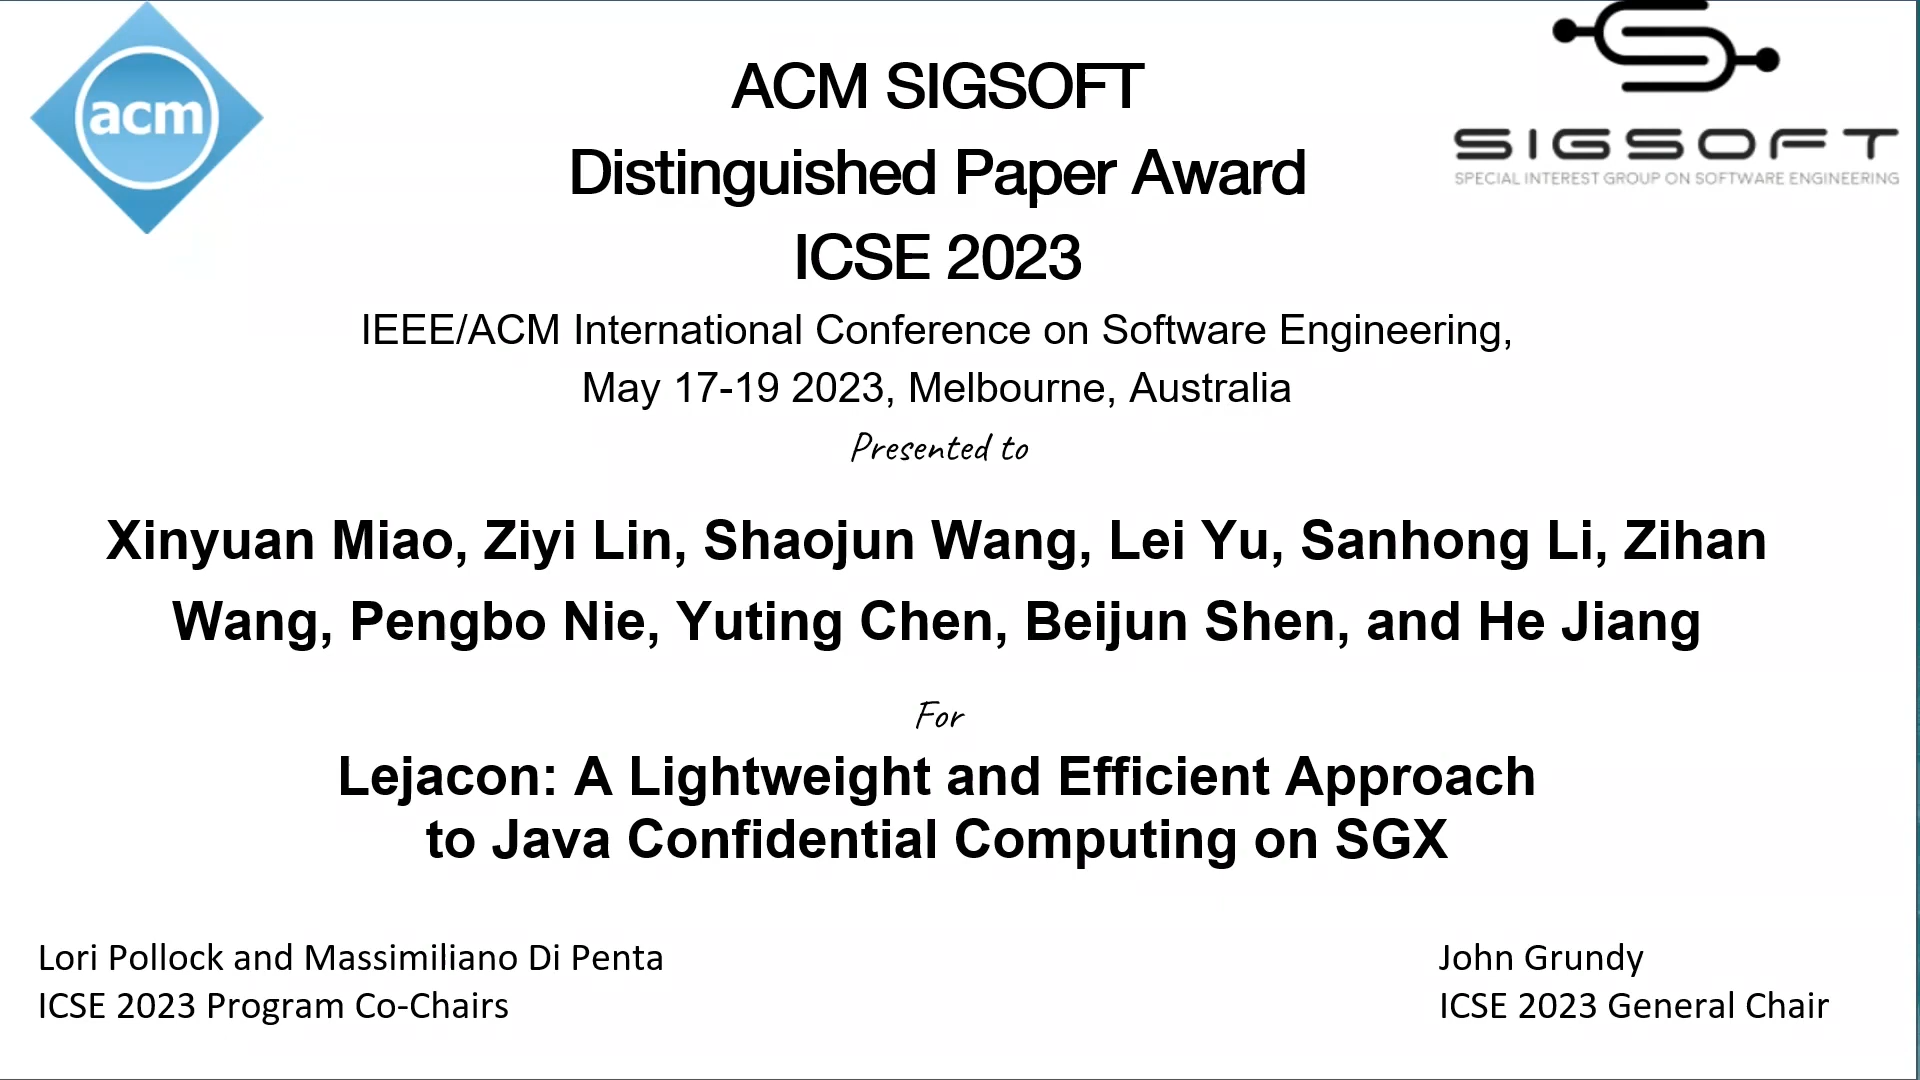 acm
SIGSOFT
SPECIAL INTEREST GROUP ON SOFTWARE ENGINEERING
ACM SIGSOFT
Distinguished Paper Award
ICSE 2023
IEEE/ACM International Conference on Software Engineering,
May 17-19 2023, Melbourne, Australia
Presented to
Xinyuan Miao, Ziyi Lin, Shaojun Wang, Lei Yu, Sanhong Li, Zihan
Wang, Pengbo Nie, Yuting Chen, Beijun Shen, and He Jiang
For
Lejacon: A Lightweight and Efficient Approach
to Java Confidential Computing on SGX
Lori Pollock and Massimiliano Di Penta
ICSE 2023 Program Co-Chairs
John Grundy
ICSE 2023 General Chair